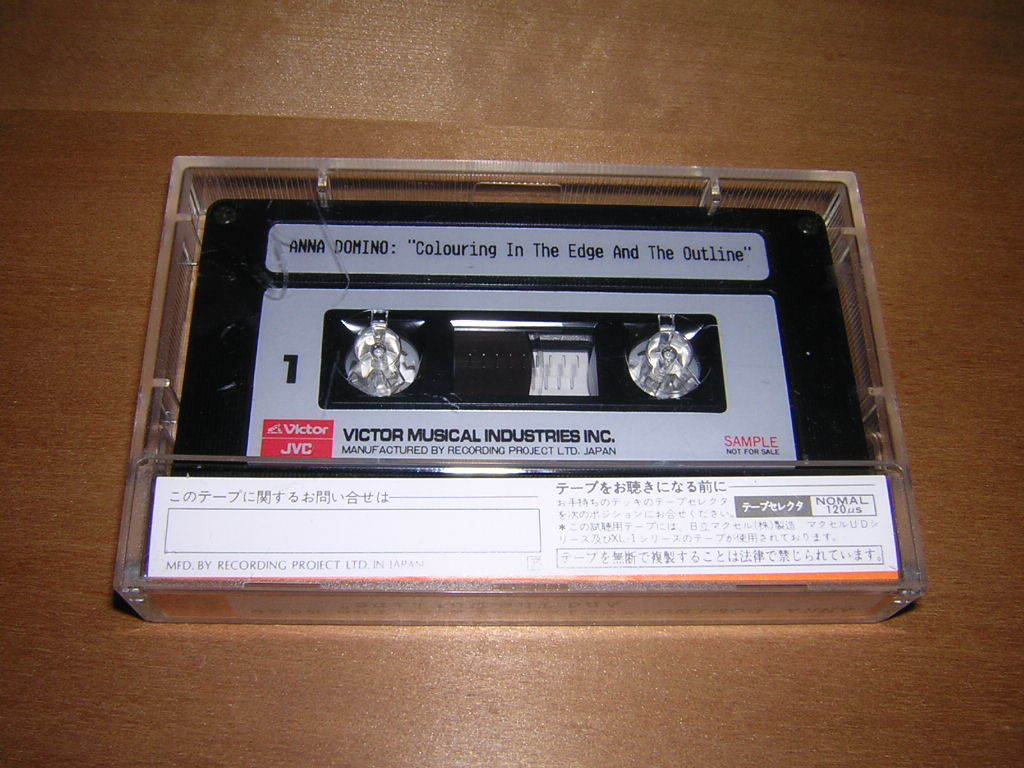 ANNA DOMINO: "Colouring In The Edge And The Outline"
1
Victor
JVC
VICTOR MUSICAL INDUSTRIES INC.
MANUFACTURED BY RECORDING PROJECT LTD. JAPAN
SAMPLE
NOT FOR SALE
このテープに関するお問い合せは
MFD. BY RECORDING PROJECT LTD. IN JAPAN
テープをお聴きになる前に
お手持ちのデッキのテープセレクタ
を次のポジションにお合せください。
テープセレクタ
NOMAL
120μs
*この試聴用テープには、日立マクセル(株)製造 マクセルUDシ
リーズ及びXL-Iシリーズのテープが使用されております。
テープを無断で複製することは法律で禁じられています。